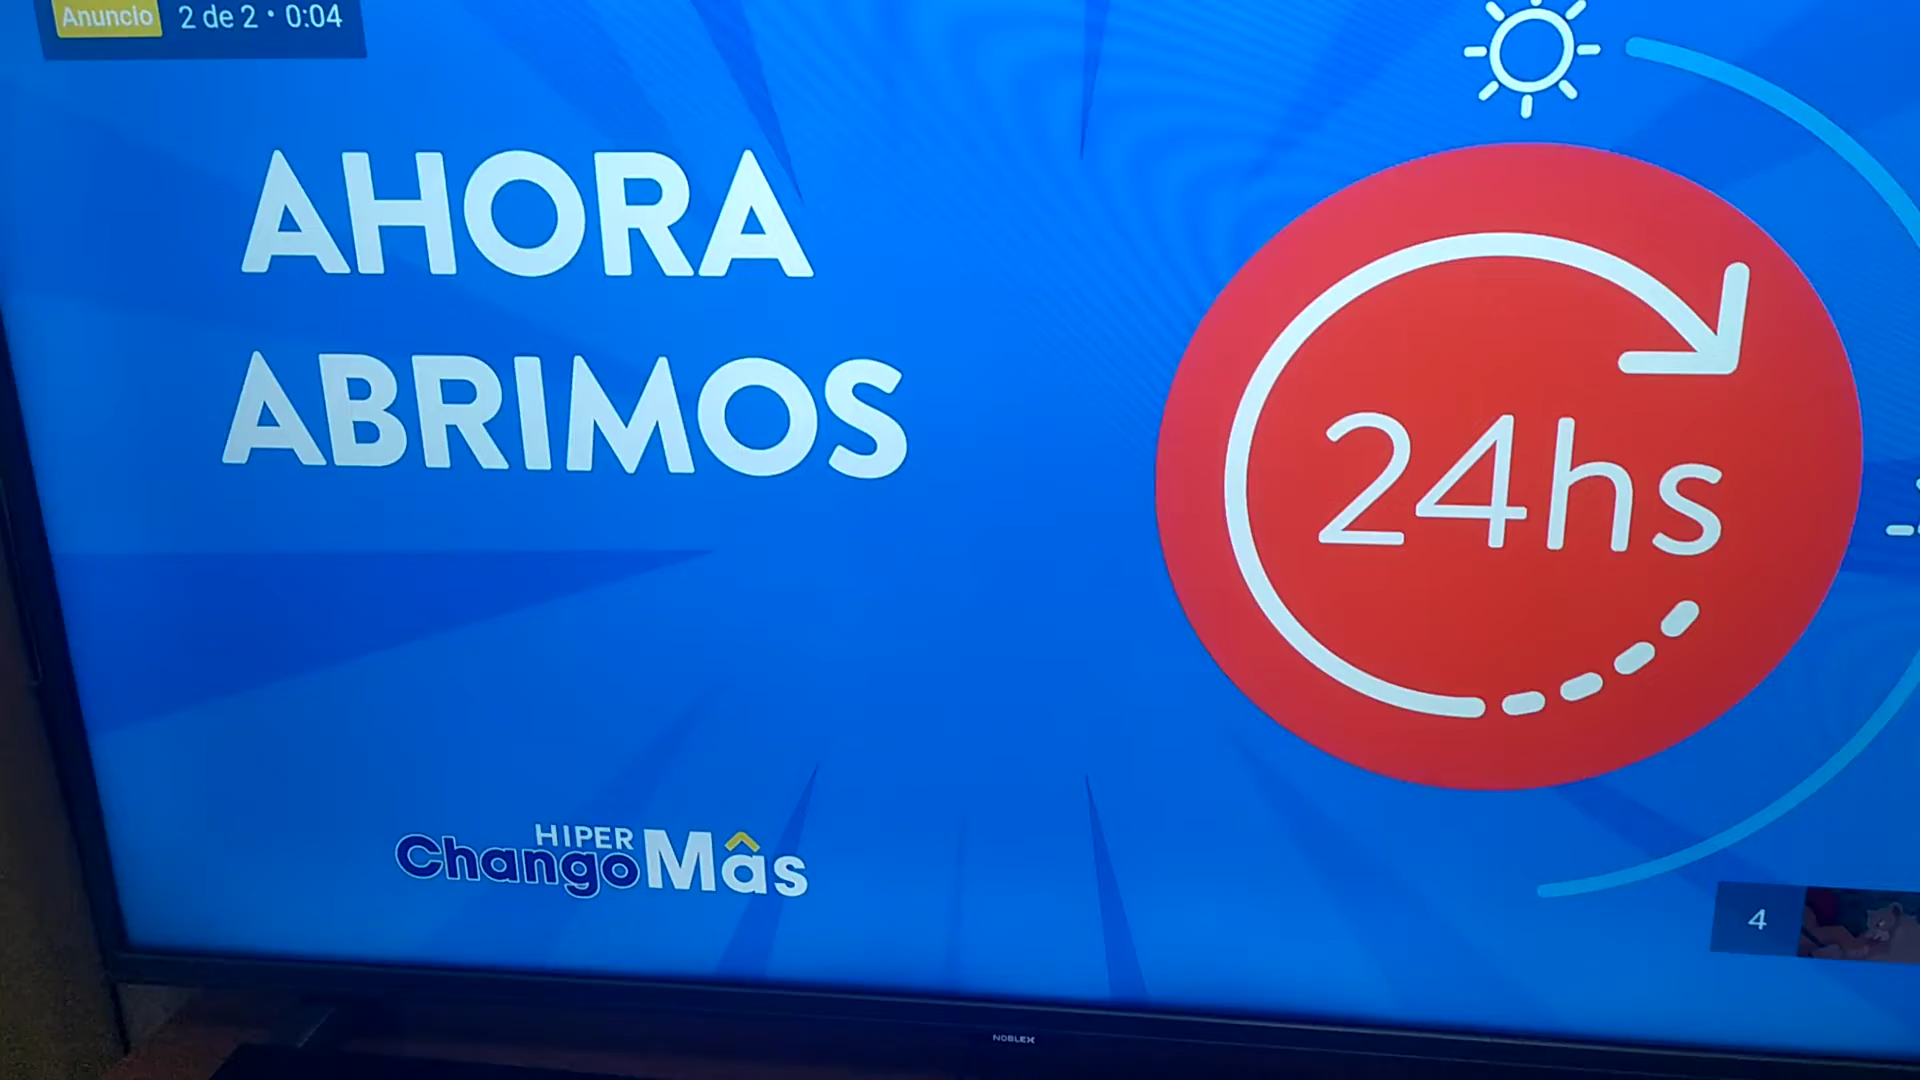 Anuncio 2 de 2 • 0:04
AHORA
ABRIMOS
24hs
HIPER
ChangoMâs
4
NOBLEX